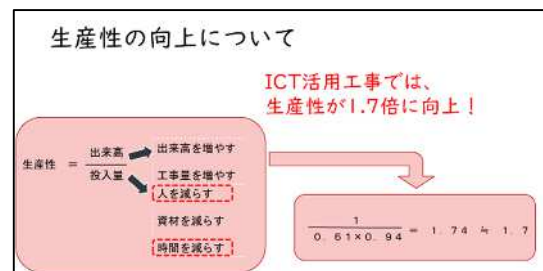 生産性の向上について
ICT活用工事では、
生産性が1.7倍に向上！
生産性 = 出来高
投入量
出来高を増やす
工事量を増やす
人を減らす
資材を減らす
時間を減らす
1
0.61×0.94
= 1.74 ≒ 1.7